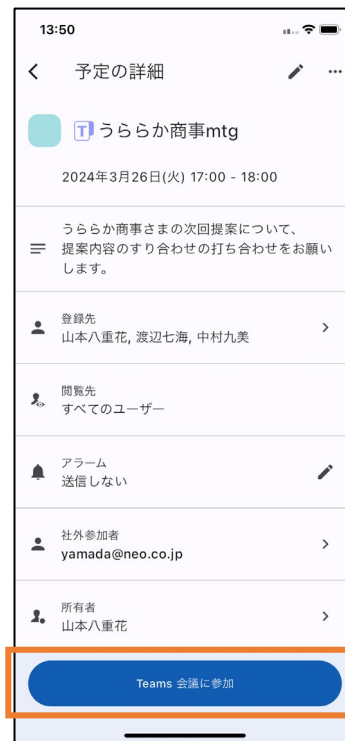 13:50
予定の詳細
うららか商事mtg
2024年3月26日(火) 17:00 - 18:00
うららか商事さまの次回提案について、
提案内容のすり合わせの打ち合わせをお願い
します。
登録先
山本八重花, 渡辺七海, 中村九美
閲覧先
すべてのユーザー
アラーム
送信しない
社外参加者
yamada@neo.co.jp
所有者
山本八重花
Teams 会議に参加